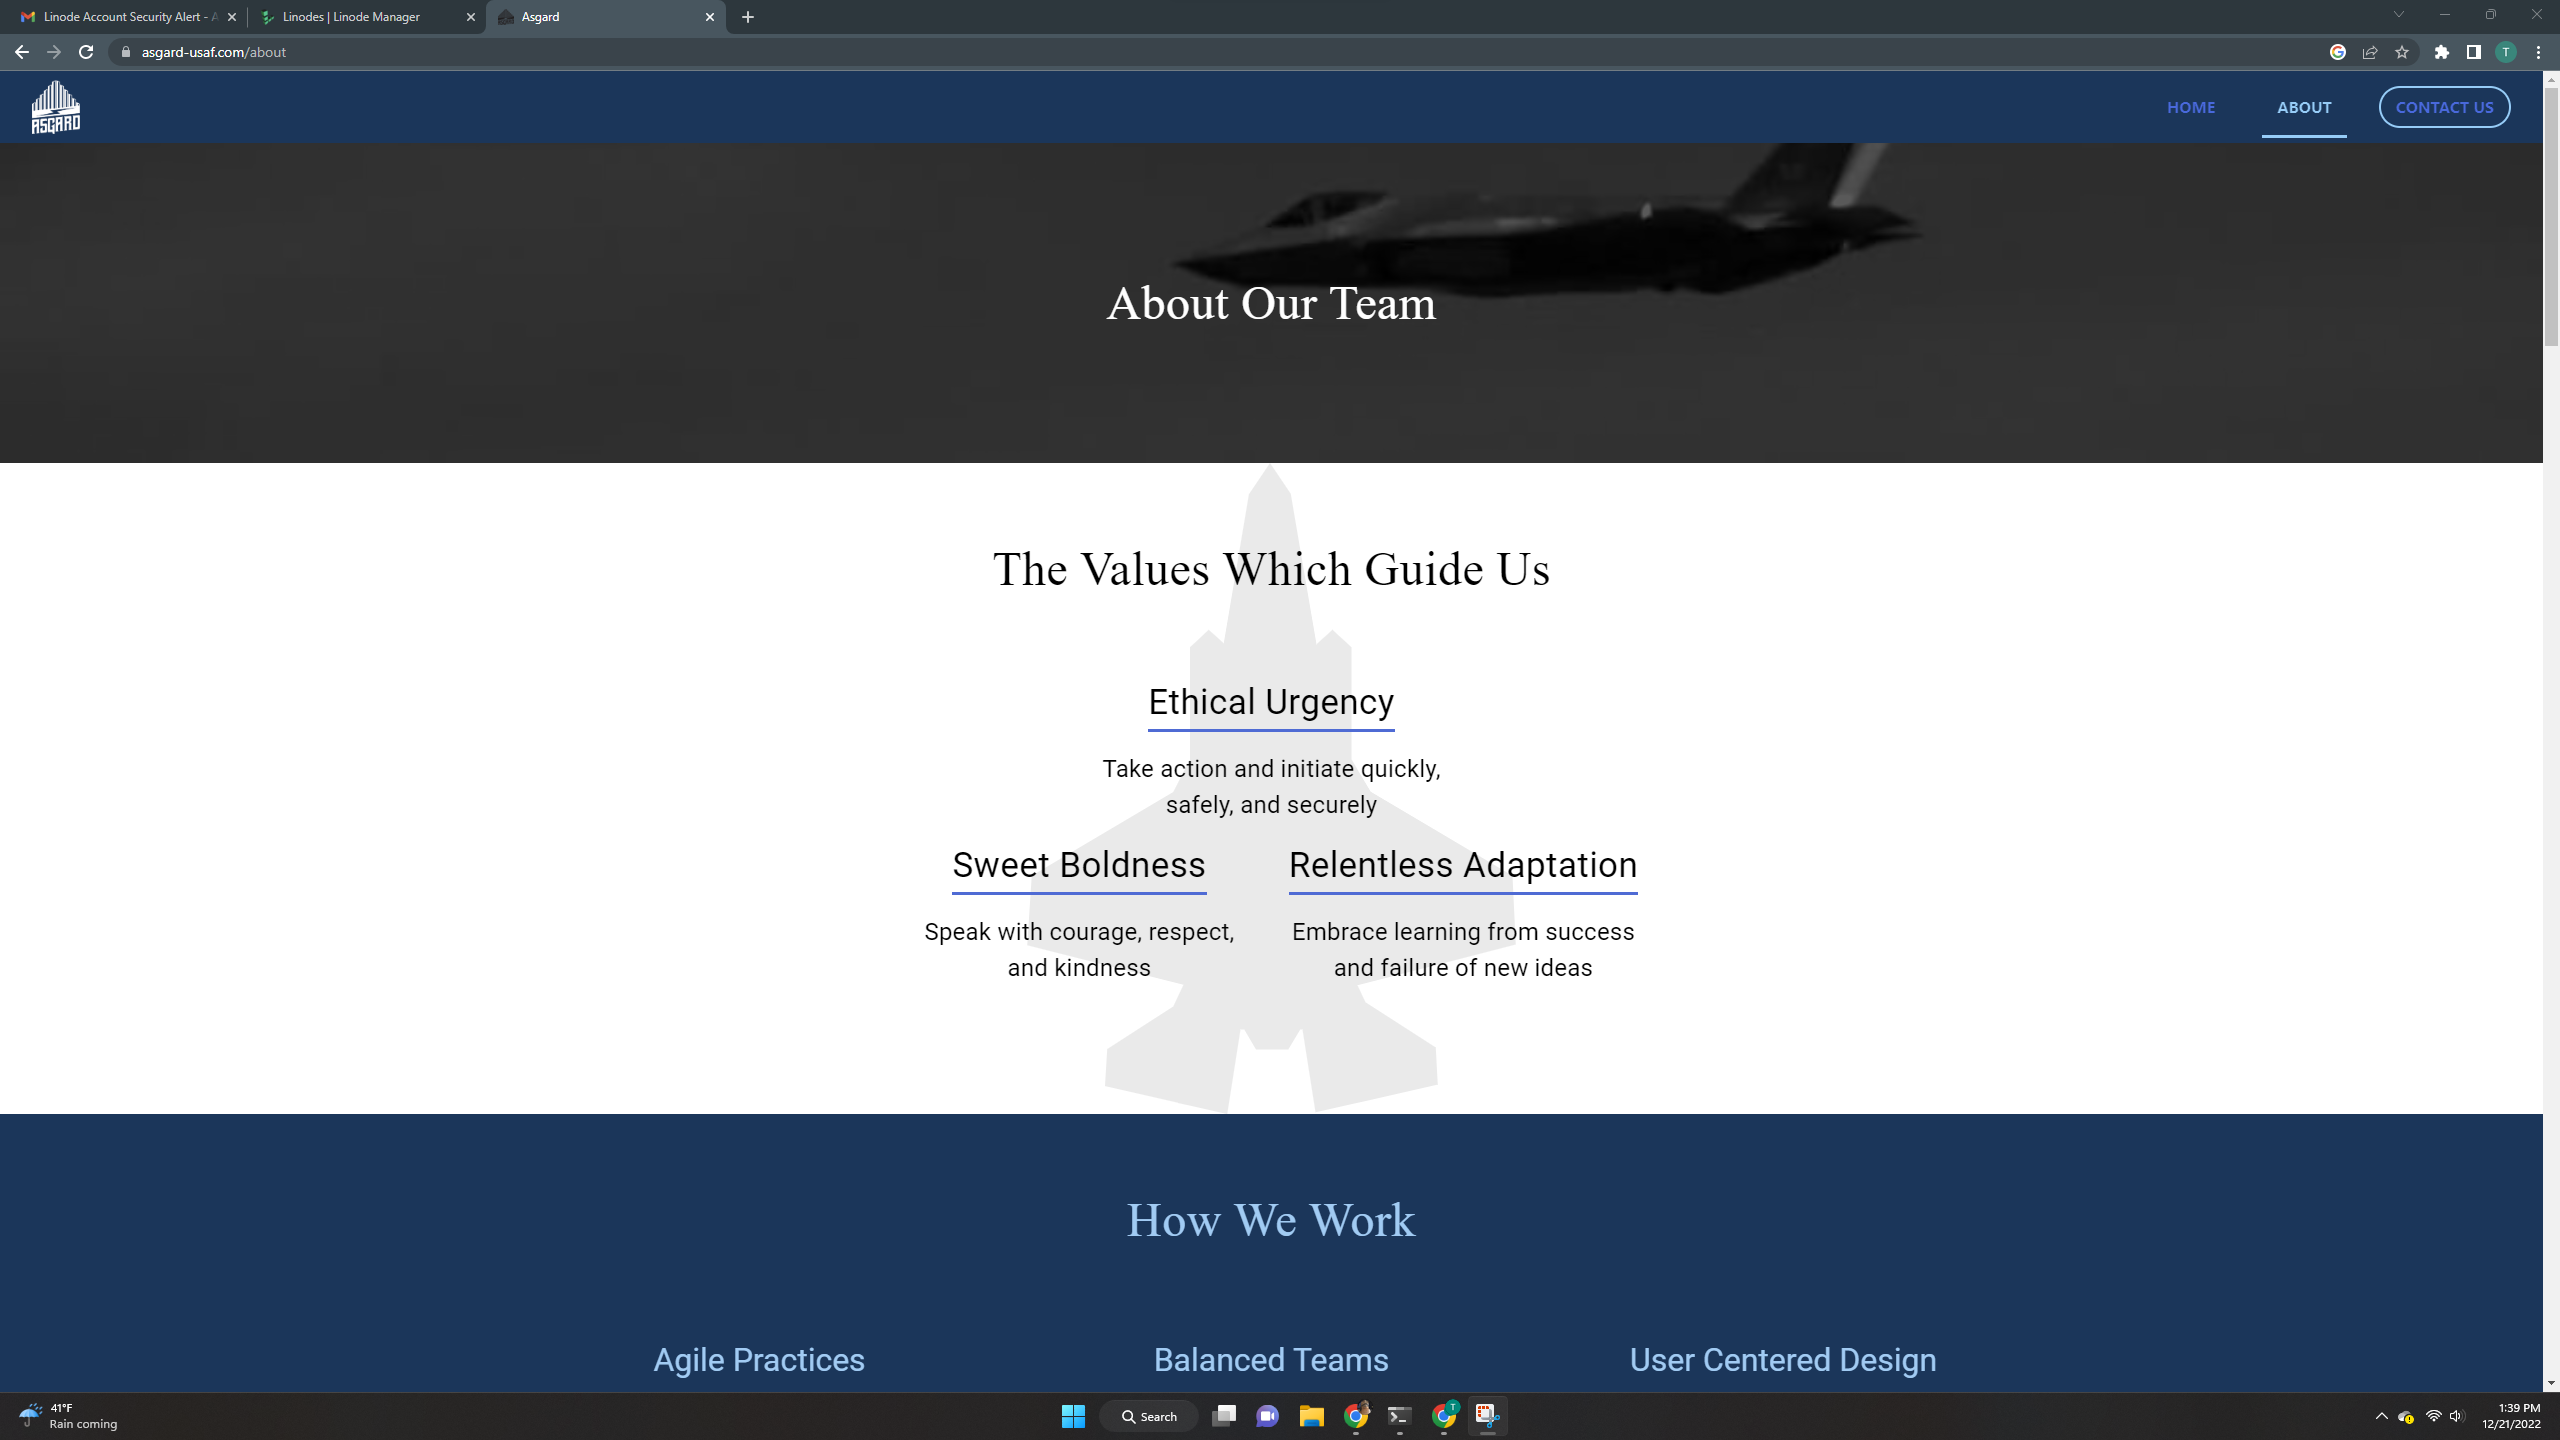 Linode Account Security Alert - A
Linodes | Linode Manager
Asgard
asgard-usaf.com/about
T
ASGARD
HOME
ABOUT
CONTACT US
About Our Team
The Values Which Guide Us
Ethical Urgency
Take action and initiate quickly,
safely, and securely
Sweet Boldness
Relentless Adaptation
Speak with courage, respect,
and kindness
Embrace learning from success
and failure of new ideas
How We Work
Agile Practices
Balanced Teams
User Centered Design
41°F
Rain coming
Search
T
1:39 PM
12/21/2022